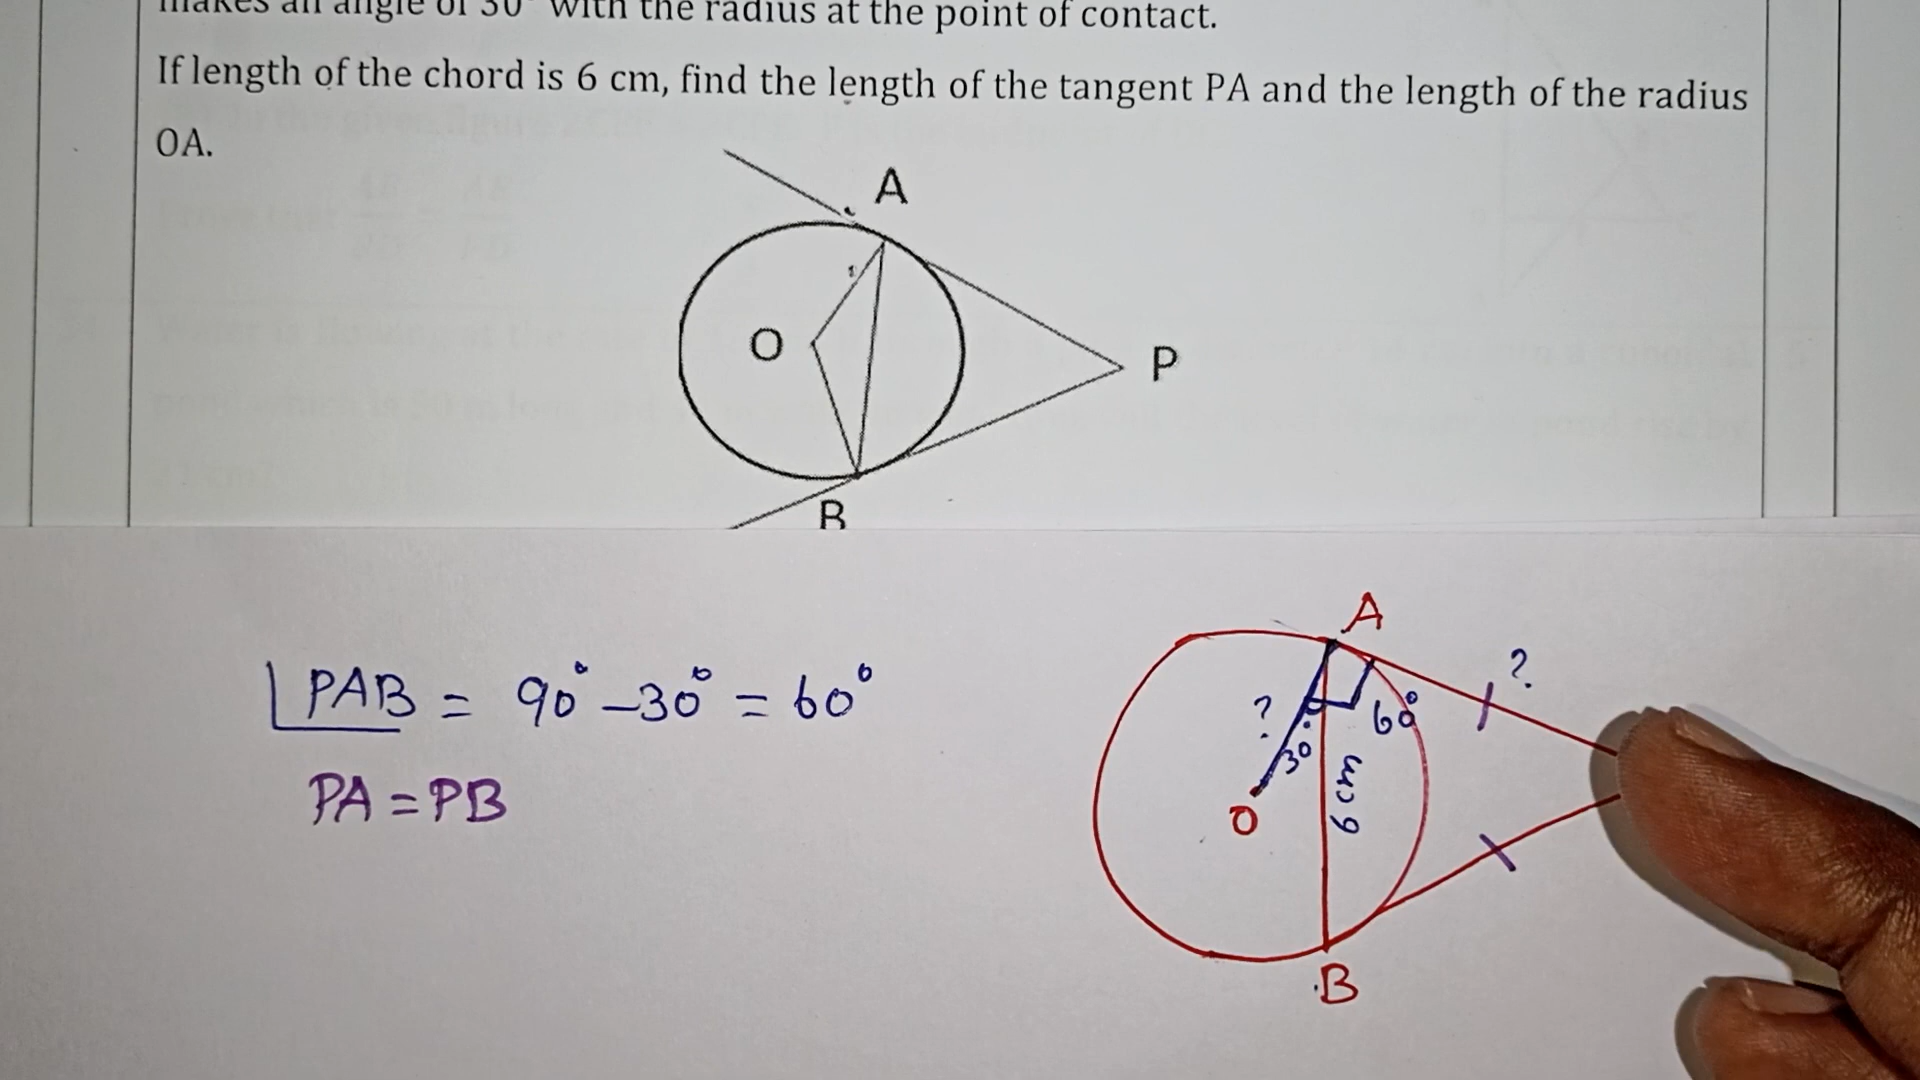 makes an angle of 30° with the radius at the point of contact.
If length of the chord is 6 cm, find the length of the tangent PA and the length of the radius
OA.
A
O
P
B
PAB = 90° - 30° = 60°
PA = PB
A
?
?
60°
30°
6cm
O
B